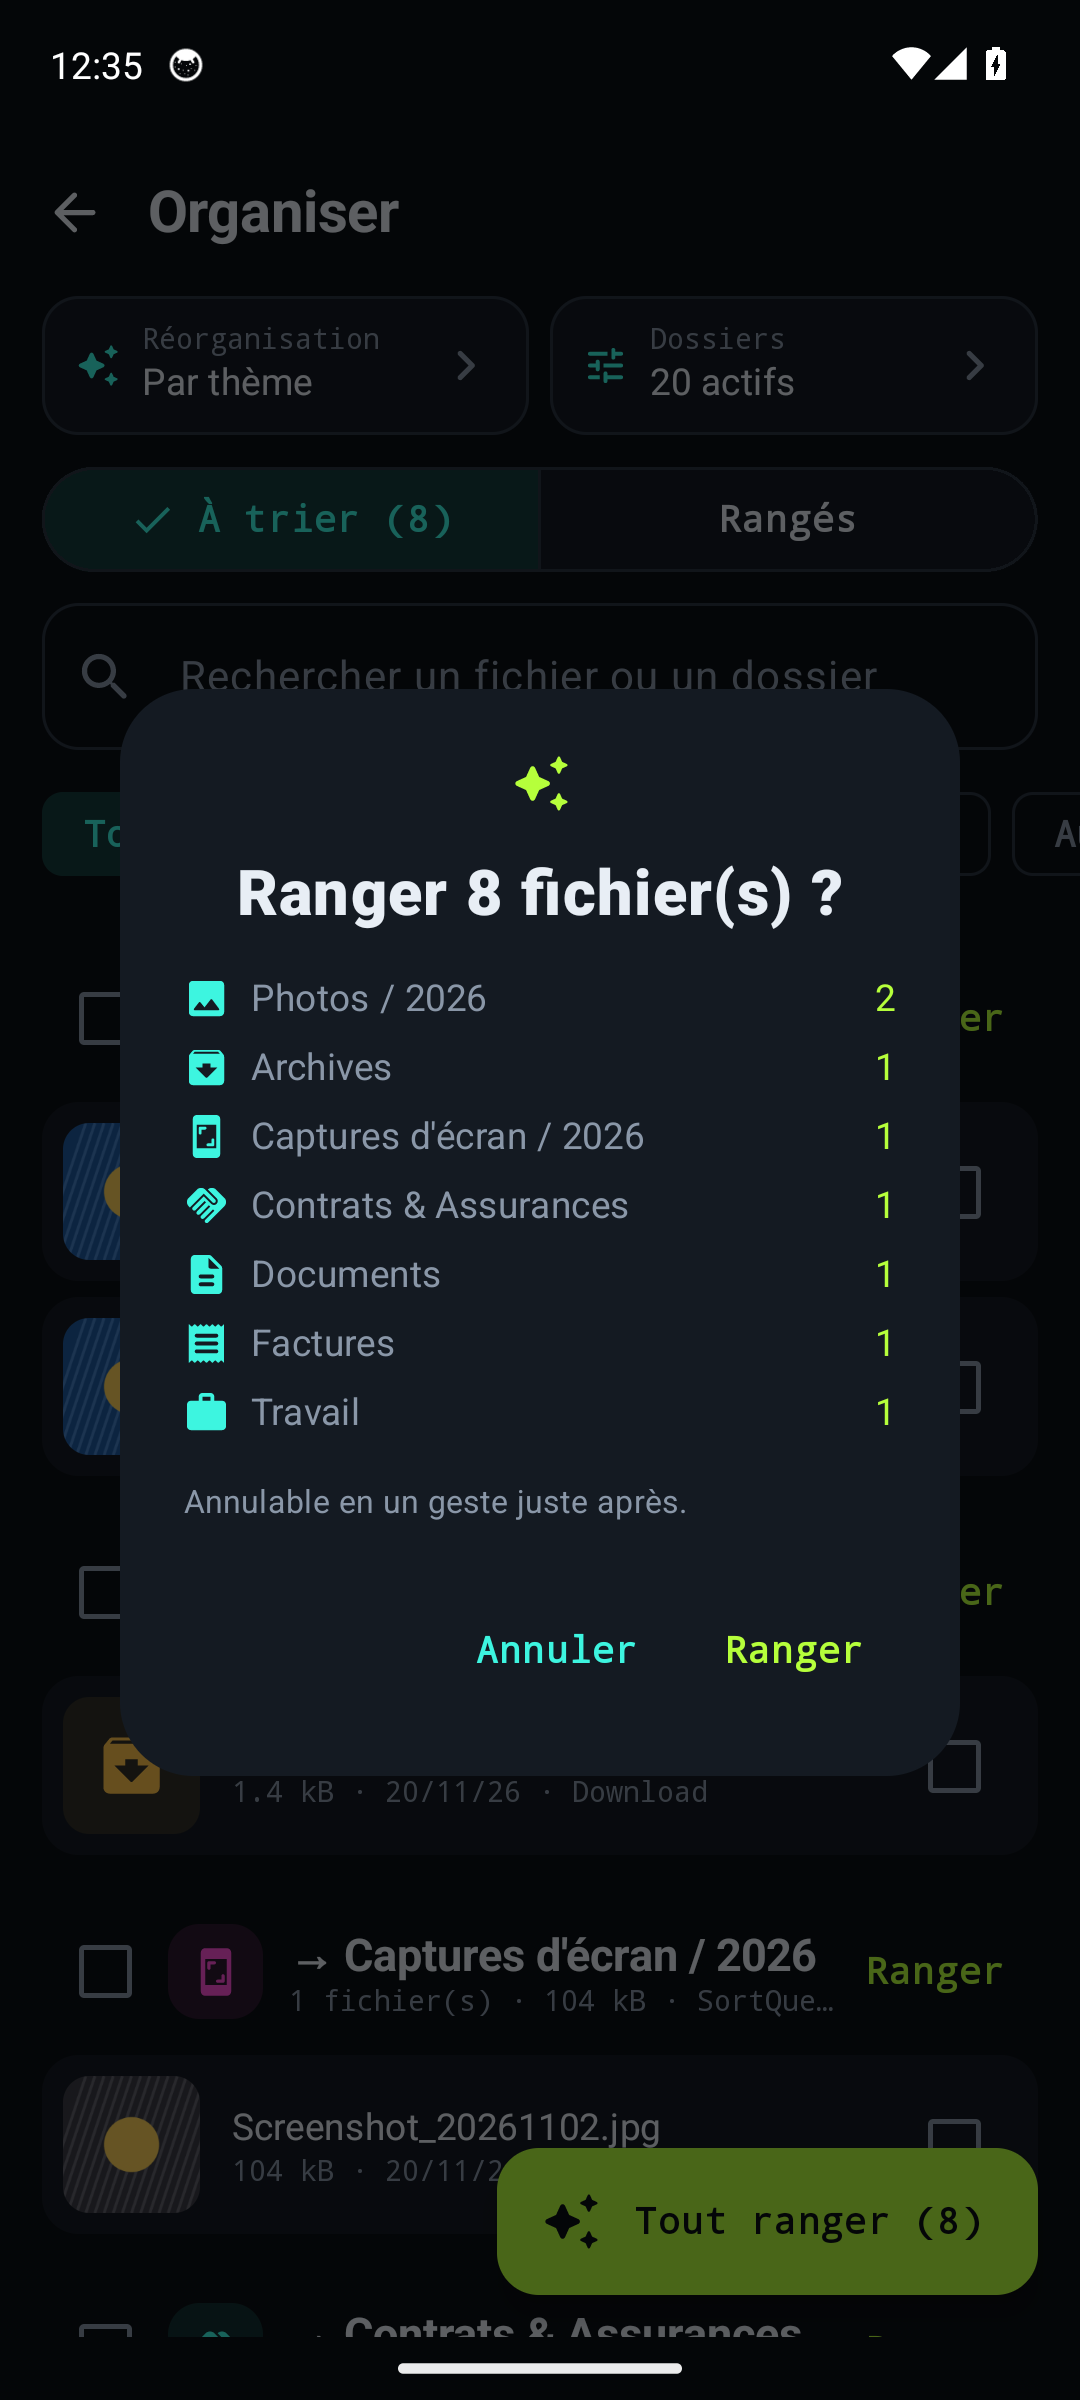 12:35
Organiser
Réorganisation
Par thème
Dossiers
20 actifs
À trier (8)
Rangés
Rechercher un fichier ou un dossier
Ranger 8 fichier(s) ?
Photos / 2026 2
Archives 1
Captures d'écran / 2026 1
Contrats & Assurances 1
Documents 1
Factures 1
Travail 1
Annulable en un geste juste après.
Annuler
Ranger
1.4 kB · 20/11/26 · Download
→ Captures d'écran / 2026
Ranger
1 fichier(s) · 104 kB · SortQue…
Screenshot_20261102.jpg
104 kB · 20/11/2
Tout ranger (8)
Contrats & Assurances